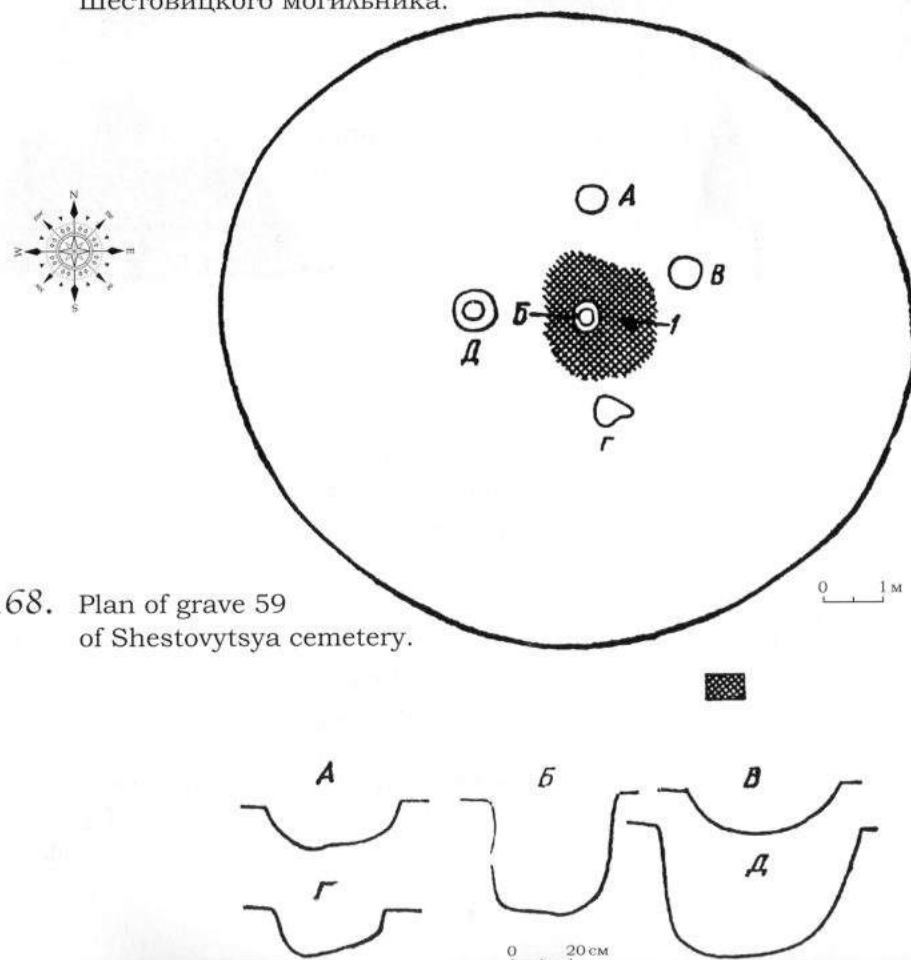 Шестовицкого могильника.
N
E
S
W
А
В
Б
1
Д
Г
0 1 м
68. Plan of grave 59
of Shestovytsya cemetery.
А
Б
В
Д
Г
0 20 см